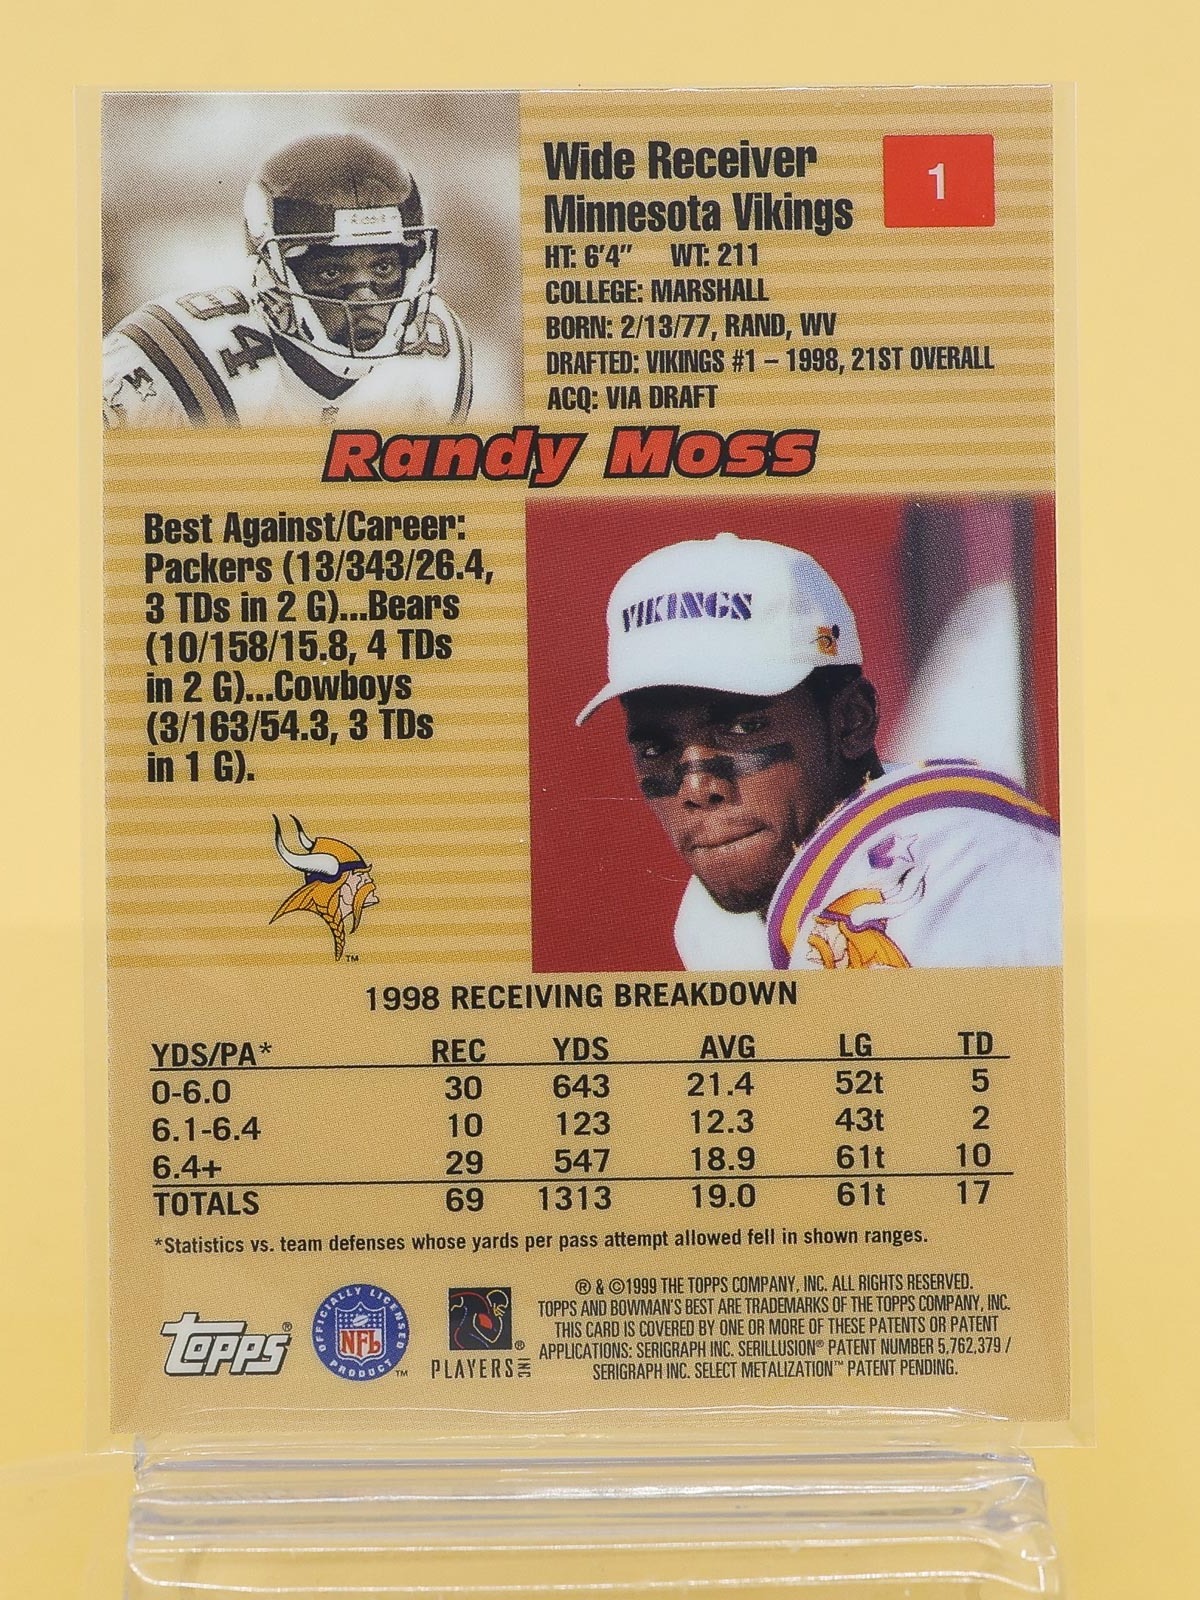 Wide Receiver
Minnesota Vikings
1
HT: 6'4" WT: 211
COLLEGE: MARSHALL
BORN: 2/13/77, RAND, WV
DRAFTED: VIKINGS #1 – 1998, 21ST OVERALL
ACQ: VIA DRAFT
84
Randy Moss
Best Against/Career:
Packers (13/343/26.4,
3 TDs in 2 G)...Bears
(10/158/15.8, 4 TDs
in 2 G)...Cowboys
(3/163/54.3, 3 TDs
in 1 G).
VIKINGS
TM
1998 RECEIVING BREAKDOWN
YDS/PA* REC YDS AVG LG TD
0-6.0 30 643 21.4 52t 5
6.1-6.4 10 123 12.3 43t 2
6.4+ 29 547 18.9 61t 10
TOTALS 69 1313 19.0 61t 17
*Statistics vs. team defenses whose yards per pass attempt allowed fell in shown ranges.
Topps®
OFFICIALLY LICENSED PRODUCT NFL TM
PLAYERS INC ®
® & ©1999 THE TOPPS COMPANY, INC. ALL RIGHTS RESERVED.
TOPPS AND BOWMAN'S BEST ARE TRADEMARKS OF THE TOPPS COMPANY, INC.
THIS CARD IS COVERED BY ONE OR MORE OF THESE PATENTS OR PATENT
APPLICATIONS: SERIGRAPH INC. SERILLUSION® PATENT NUMBER 5,762,379 /
SERIGRAPH INC. SELECT METALIZATION™ PATENT PENDING.